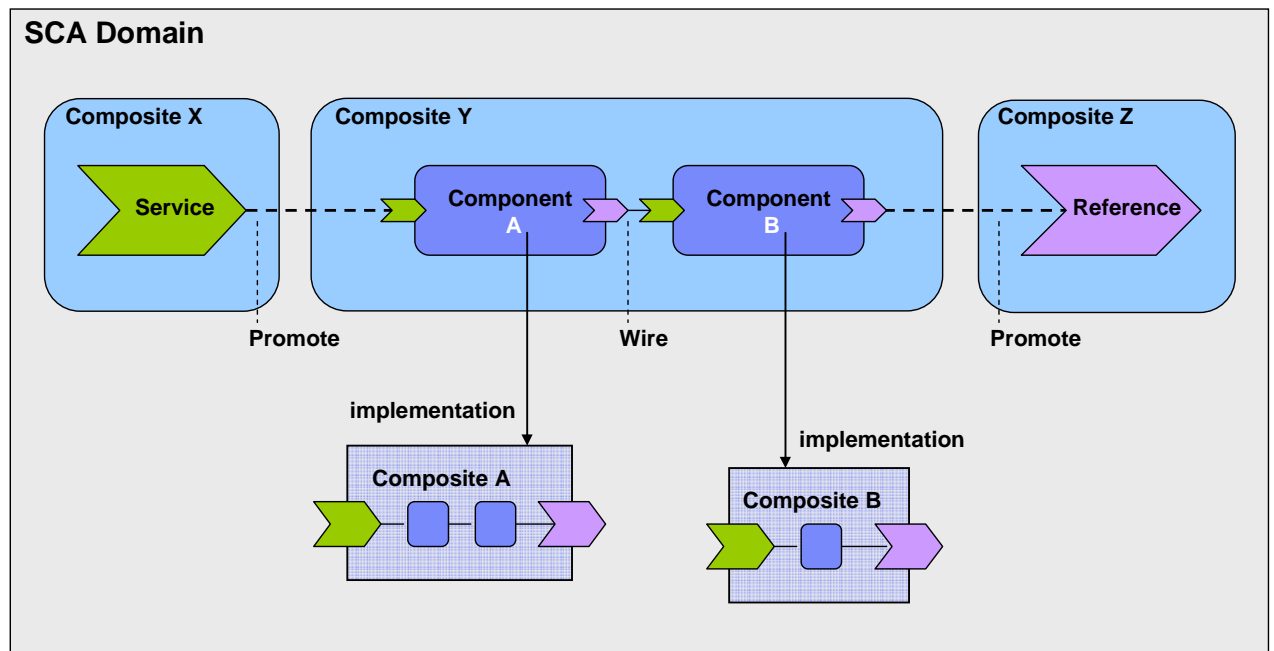 SCA Domain
Composite X
Composite Y
Composite Z
Service
Component
A
Component
B
Reference
Promote
Wire
Promote
implementation
implementation
Composite A
Composite B